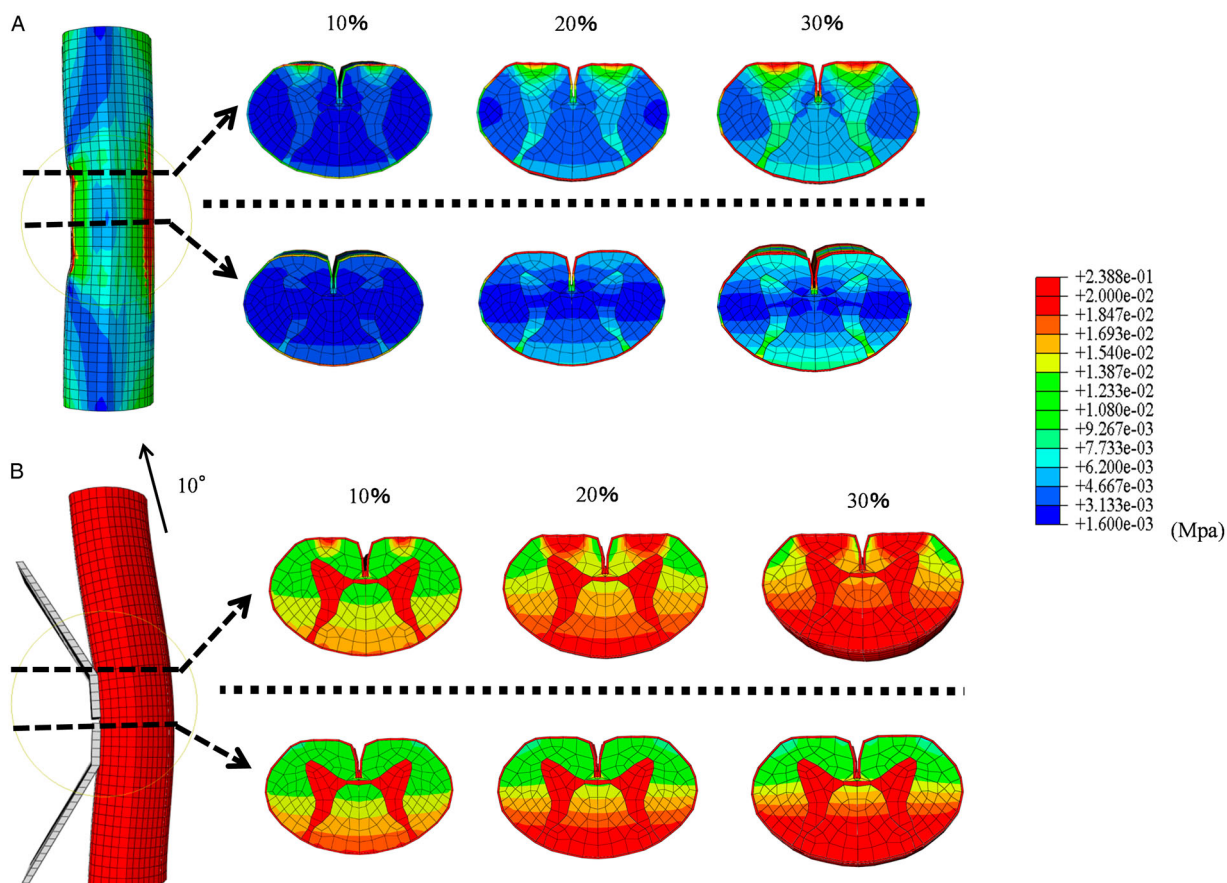 A
10% 20% 30%
+2.388e-01
+2.000e-02
+1.847e-02
+1.693e-02
+1.540e-02
+1.387e-02
+1.233e-02
+1.080e-02
+9.267e-03
+7.733e-03
+6.200e-03
+4.667e-03
+3.133e-03
+1.600e-03
(Mpa)
B
10°
10% 20% 30%